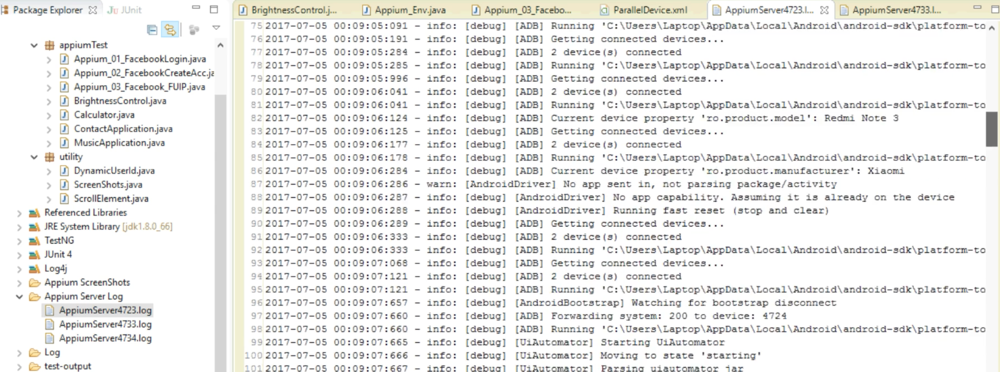 Package Explorer
JUnit
appiumTest
Appium_01_FacebookLogin.java
Appium_02_FacebookCreateAcc.ja
Appium_03_Facebook_FUIP.java
BrightnessControl.java
Calculator.java
ContactApplication.java
MusicApplication.java
utility
DynamicUserId.java
ScreenShots.java
ScrollElement.java
Referenced Libraries
JRE System Library [jdk1.8.0_66]
TestNG
JUnit 4
Log4j
Appium ScreenShots
Appium Server Log
AppiumServer4723.log
AppiumServer4733.log
AppiumServer4734.log
Log
test-output
BrightnessControl.j...
Appium_Env.java
Appium_03_Facebo...
ParallelDevice.xml
AppiumServer4723.l...
AppiumServer4733.l...
75 2017-07-05 00:09:05:091 - info: [debug] [ADB] Running 'C:\Users\Laptop\AppData\Local\Android\android-sdk\platform-to
76 2017-07-05 00:09:05:191 - info: [debug] [ADB] Getting connected devices...
77 2017-07-05 00:09:05:284 - info: [debug] [ADB] 2 device(s) connected
78 2017-07-05 00:09:05:285 - info: [debug] [ADB] Running 'C:\Users\Laptop\AppData\Local\Android\android-sdk\platform-to
79 2017-07-05 00:09:05:996 - info: [debug] [ADB] Getting connected devices...
80 2017-07-05 00:09:06:041 - info: [debug] [ADB] 2 device(s) connected
81 2017-07-05 00:09:06:041 - info: [debug] [ADB] Running 'C:\Users\Laptop\AppData\Local\Android\android-sdk\platform-to
82 2017-07-05 00:09:06:124 - info: [debug] [ADB] Current device property 'ro.product.model': Redmi Note 3
83 2017-07-05 00:09:06:125 - info: [debug] [ADB] Getting connected devices...
84 2017-07-05 00:09:06:177 - info: [debug] [ADB] 2 device(s) connected
85 2017-07-05 00:09:06:178 - info: [debug] [ADB] Running 'C:\Users\Laptop\AppData\Local\Android\android-sdk\platform-to
86 2017-07-05 00:09:06:284 - info: [debug] [ADB] Current device property 'ro.product.manufacturer': Xiaomi
87 2017-07-05 00:09:06:286 - warn: [AndroidDriver] No app sent in, not parsing package/activity
88 2017-07-05 00:09:06:287 - info: [debug] [AndroidDriver] No app capability. Assuming it is already on the device
89 2017-07-05 00:09:06:288 - info: [debug] [AndroidDriver] Running fast reset (stop and clear)
90 2017-07-05 00:09:06:289 - info: [debug] [ADB] Getting connected devices...
91 2017-07-05 00:09:06:333 - info: [debug] [ADB] 2 device(s) connected
92 2017-07-05 00:09:06:333 - info: [debug] [ADB] Running 'C:\Users\Laptop\AppData\Local\Android\android-sdk\platform-to
93 2017-07-05 00:09:07:068 - info: [debug] [ADB] Getting connected devices...
94 2017-07-05 00:09:07:121 - info: [debug] [ADB] 2 device(s) connected
95 2017-07-05 00:09:07:121 - info: [debug] [ADB] Running 'C:\Users\Laptop\AppData\Local\Android\android-sdk\platform-to
96 2017-07-05 00:09:07:657 - info: [debug] [AndroidBootstrap] Watching for bootstrap disconnect
97 2017-07-05 00:09:07:660 - info: [debug] [ADB] Forwarding system: 200 to device: 4724
98 2017-07-05 00:09:07:660 - info: [debug] [ADB] Running 'C:\Users\Laptop\AppData\Local\Android\android-sdk\platform-to
99 2017-07-05 00:09:07:665 - info: [debug] [UiAutomator] Starting UiAutomator
100 2017-07-05 00:09:07:666 - info: [debug] [UiAutomator] Moving to state 'starting'
101 2017-07-05 00:09:07:667 - info: [debug] [UiAutomator] Parsing uiautomator jar